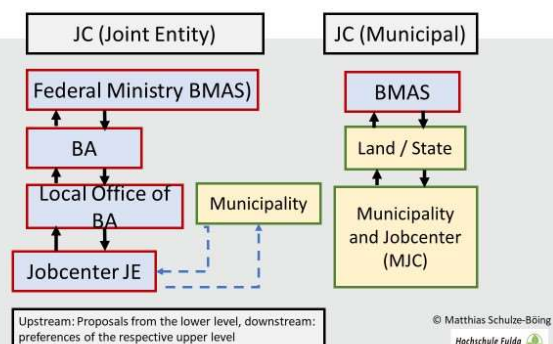 JC (Joint Entity)
Federal Ministry BMAS)
BA
Local Office of
BA
Jobcenter JE
Municipality
JC (Municipal)
BMAS
Land / State
Municipality
and Jobcenter
(MJC)
Upstream: Proposals from the lower level, downstream:
preferences of the respective upper level
© Matthias Schulze-Böing
Hochschule Fulda